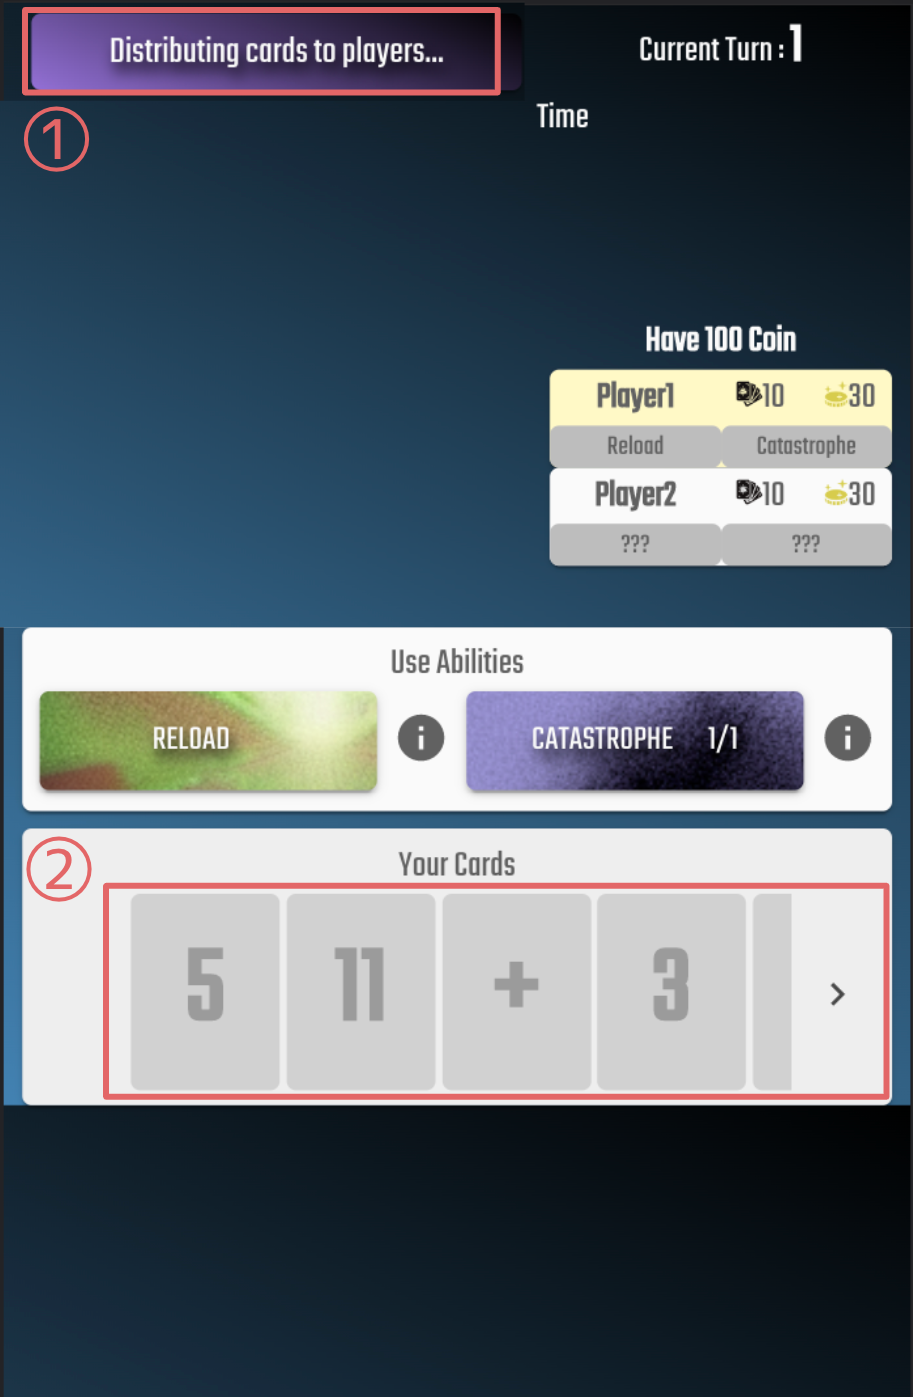 Distributing cards to players...
Current Turn : 1
①
Time
Have 100 Coin
Player1 10 30
Reload Catastrophe
Player2 10 30
??? ???
Use Abilities
RELOAD i CATASTROPHE 1/1 i
②
Your Cards
5 11 + 3 >